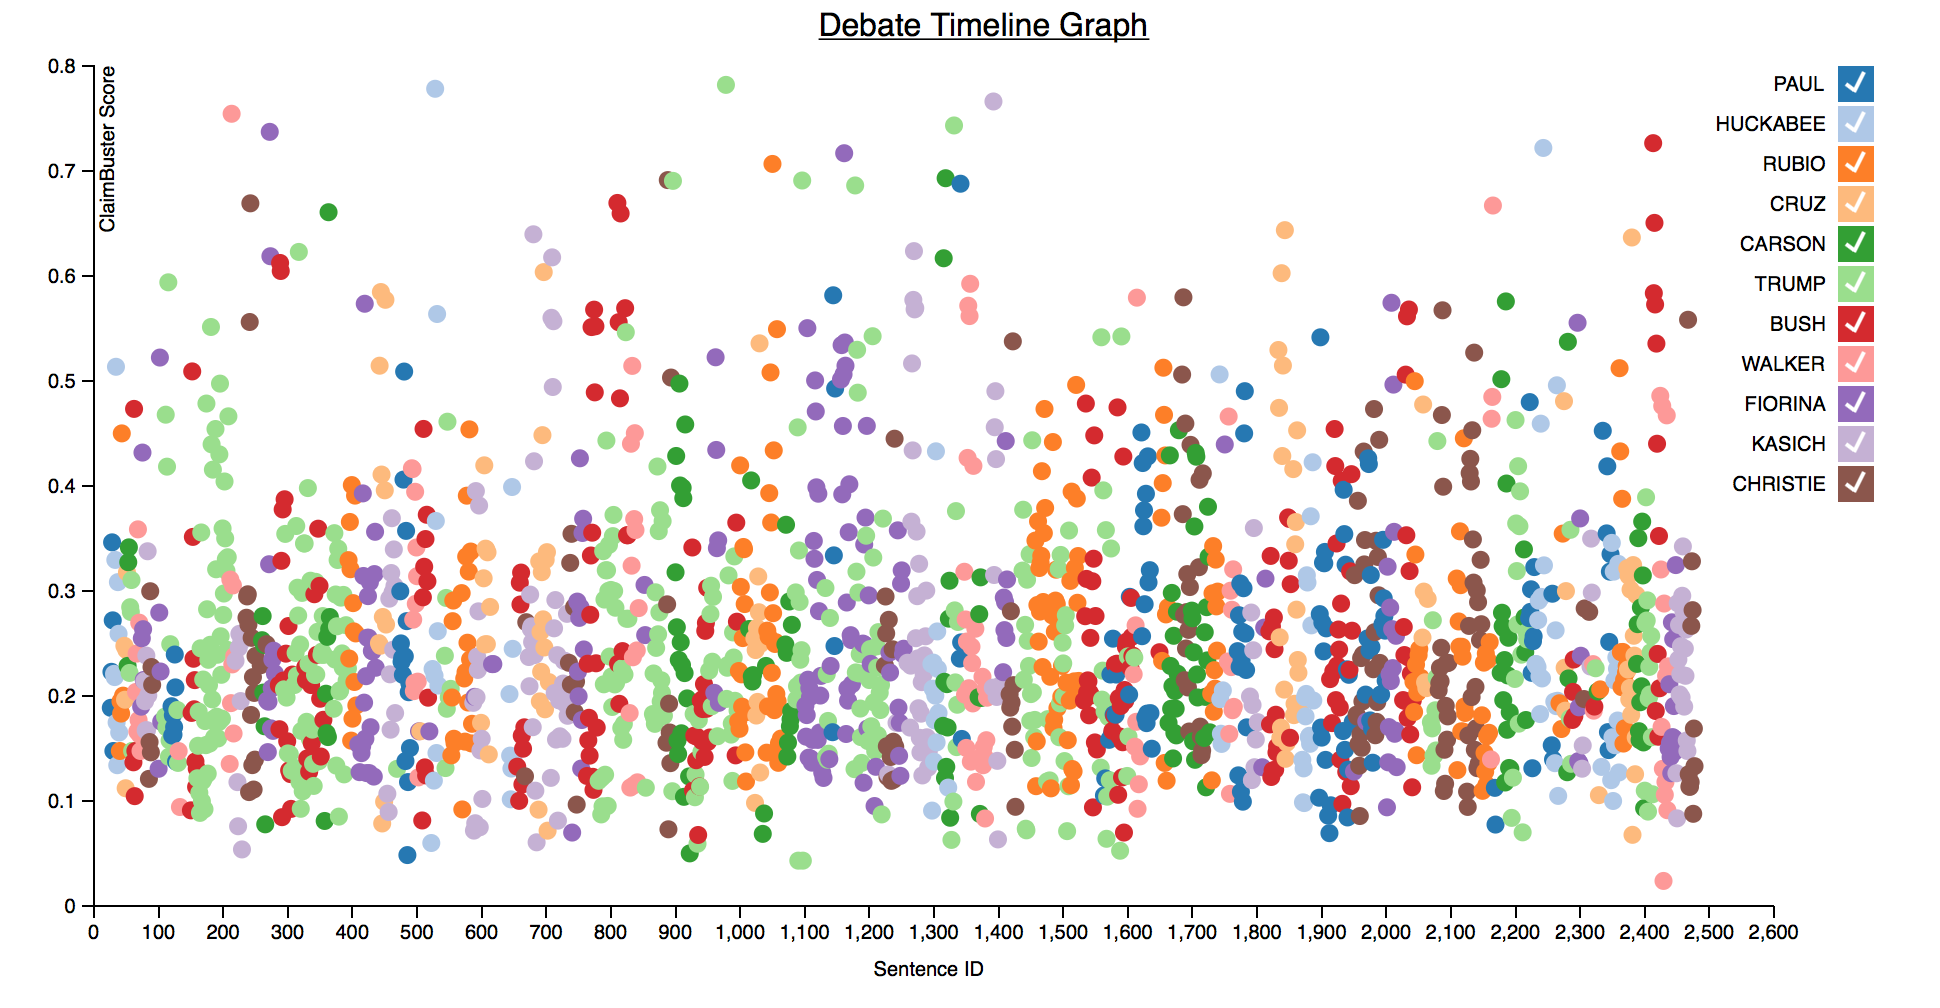 Debate Timeline Graph
ClaimBuster Score
0.8
0.7
0.6
0.5
0.4
0.3
0.2
0.1
0
0 100 200 300 400 500 600 700 800 900 1,000 1,100 1,200 1,300 1,400 1,500 1,600 1,700 1,800 1,900 2,000 2,100 2,200 2,300 2,400 2,500 2,600
Sentence ID
PAUL
HUCKABEE
RUBIO
CRUZ
CARSON
TRUMP
BUSH
WALKER
FIORINA
KASICH
CHRISTIE